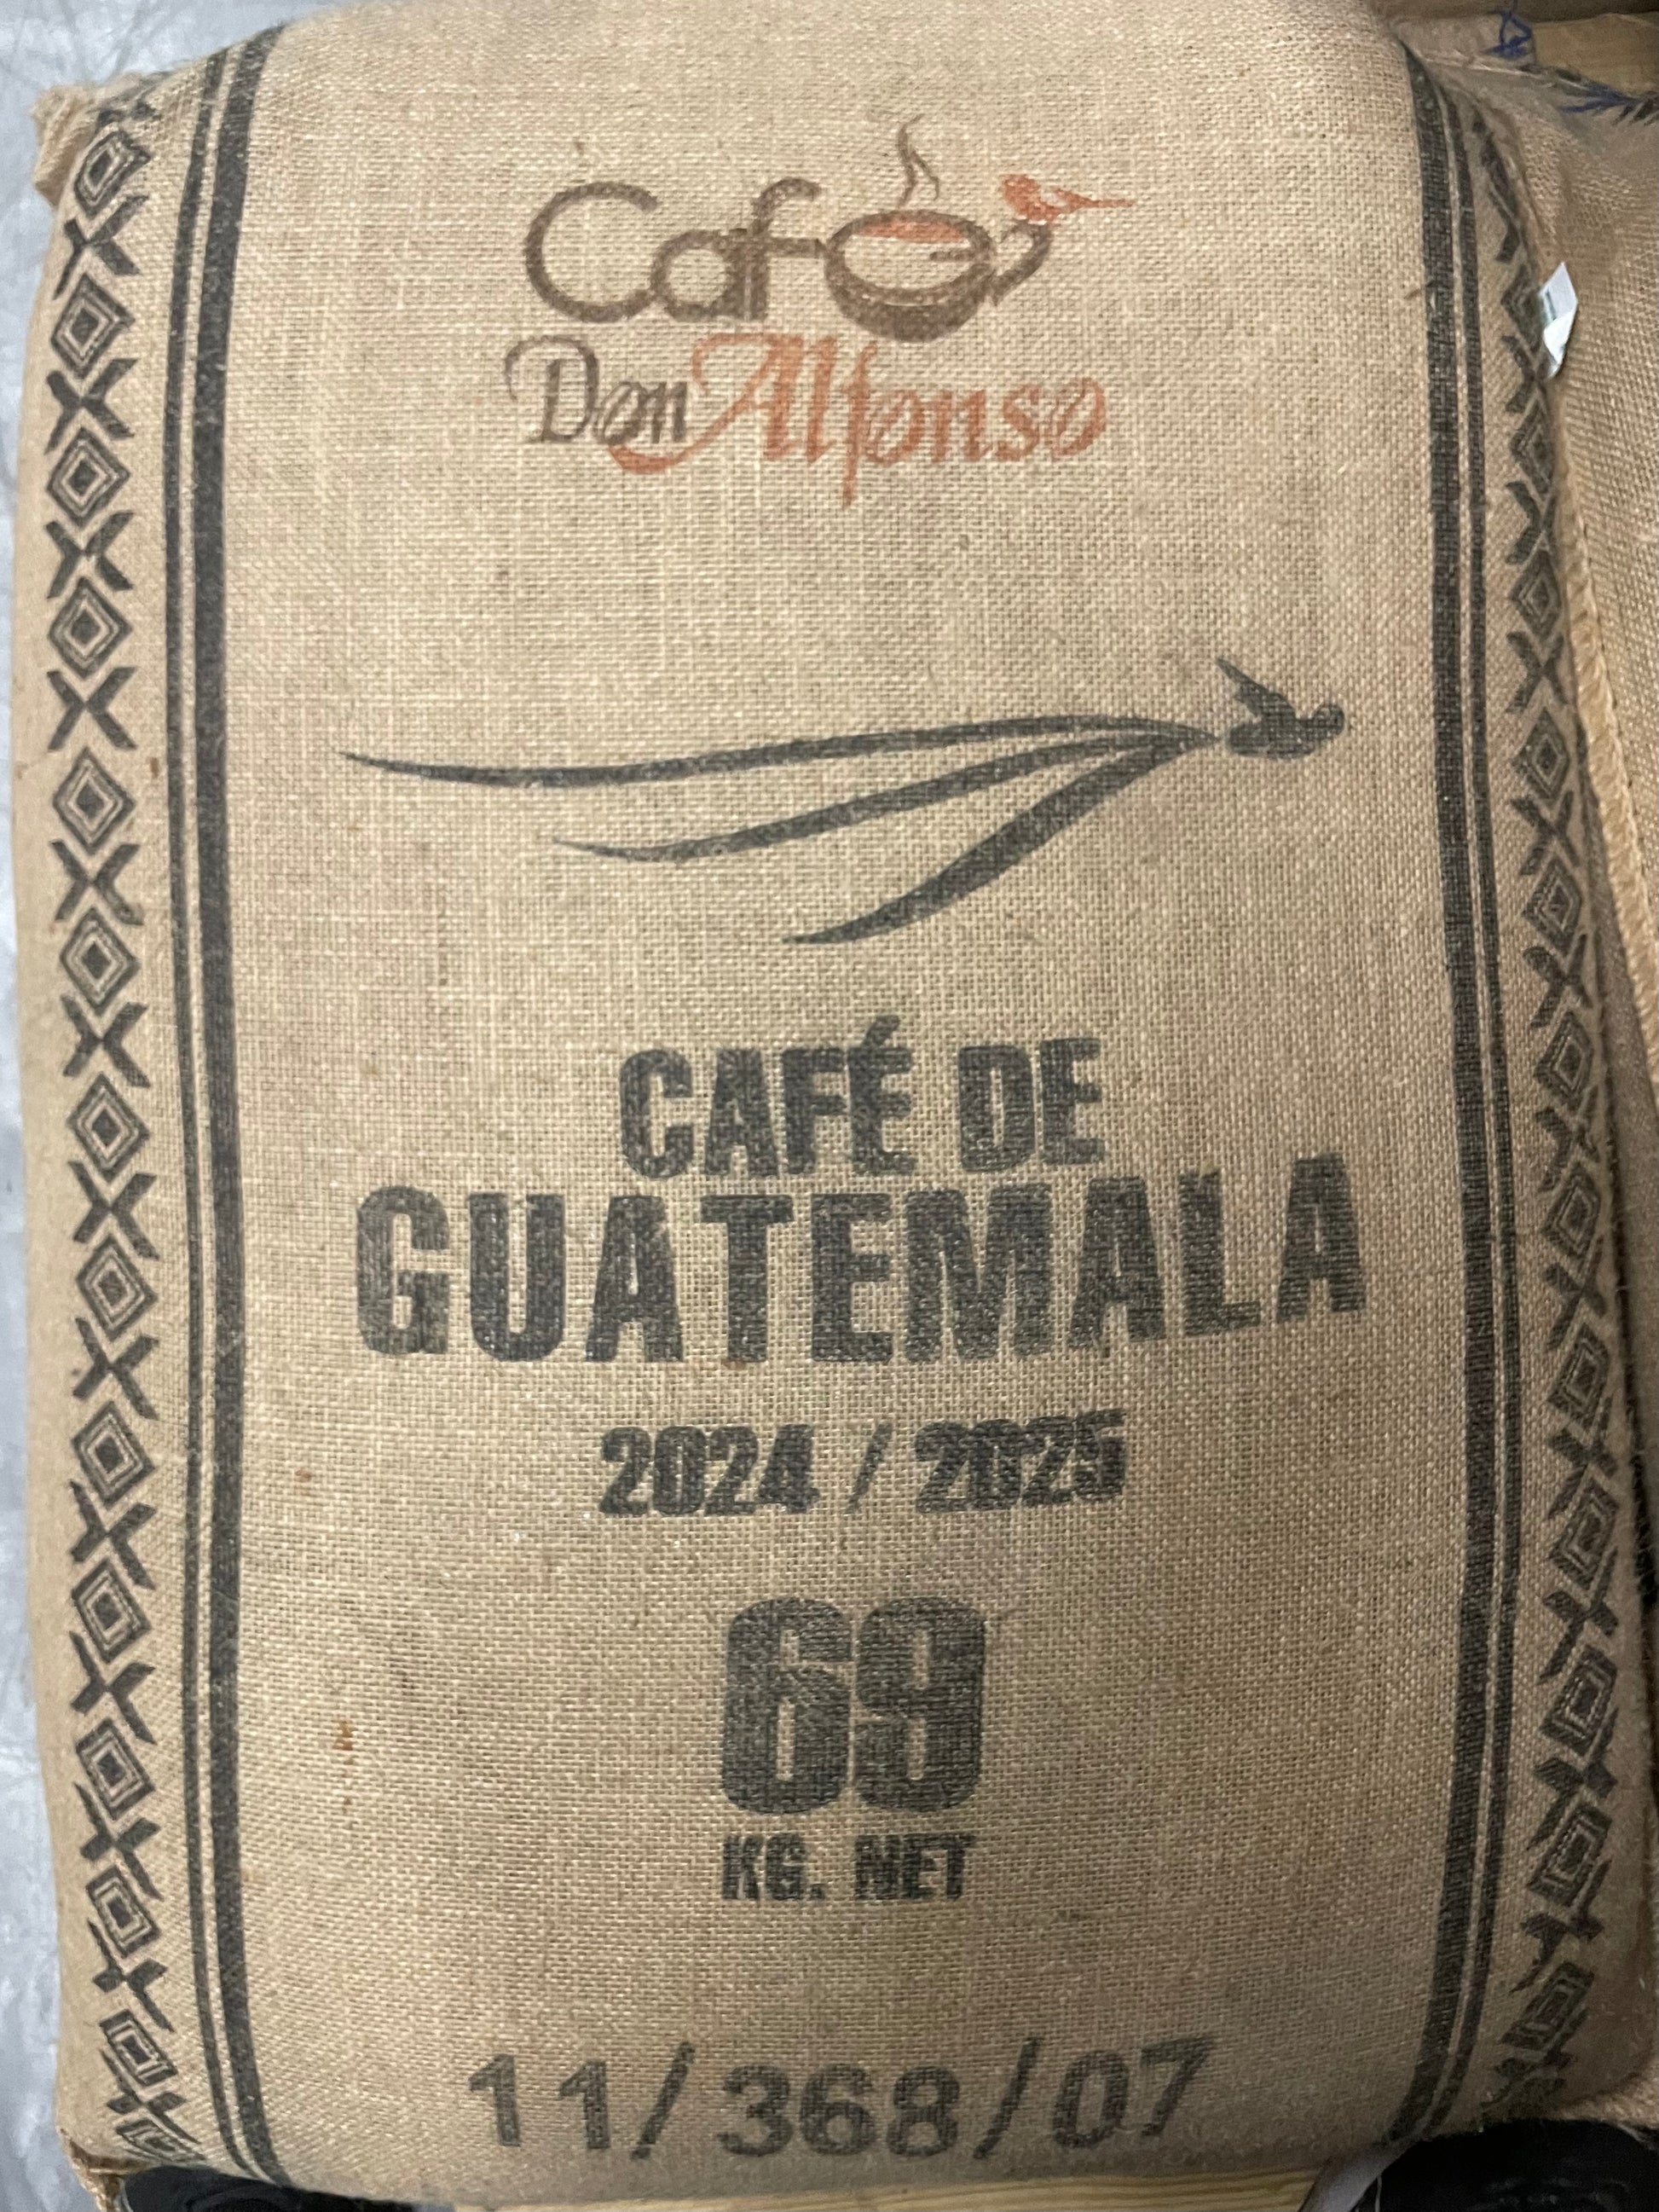 Café
Don Alfonso
CAFÉ DE
GUATEMALA
2024 / 2025
69
KG. NET
11/368/07